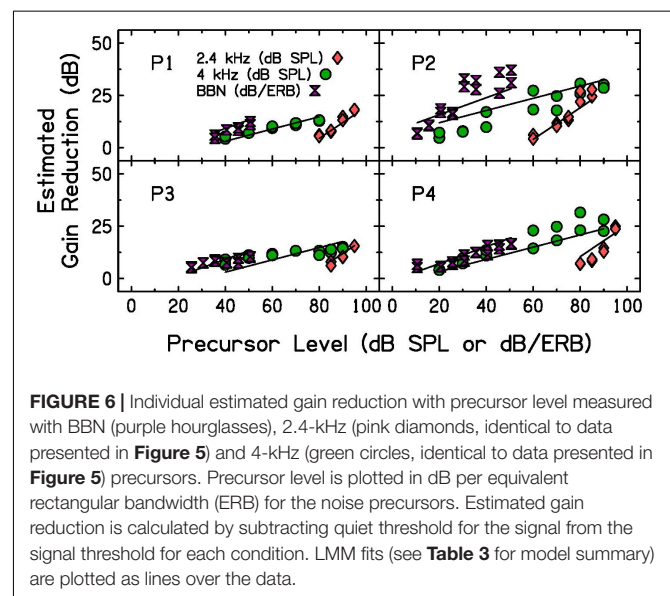 P1
2.4 kHz (dB SPL)
4 kHz (dB SPL)
BBN (dB/ERB)
P2
P3
P4
50
25
0
50
25
0
0 20 40 60 80 100 0 20 40 60 80 100
Estimated
Gain Reduction (dB)
Precursor Level (dB SPL or dB/ERB)
FIGURE 6 | Individual estimated gain reduction with precursor level measured
with BBN (purple hourglasses), 2.4-kHz (pink diamonds, identical to data
presented in Figure 5) and 4-kHz (green circles, identical to data presented in
Figure 5) precursors. Precursor level is plotted in dB per equivalent
rectangular bandwidth (ERB) for the noise precursors. Estimated gain
reduction is calculated by subtracting quiet threshold for the signal from the
signal threshold for each condition. LMM fits (see Table 3 for model summary)
are plotted as lines over the data.